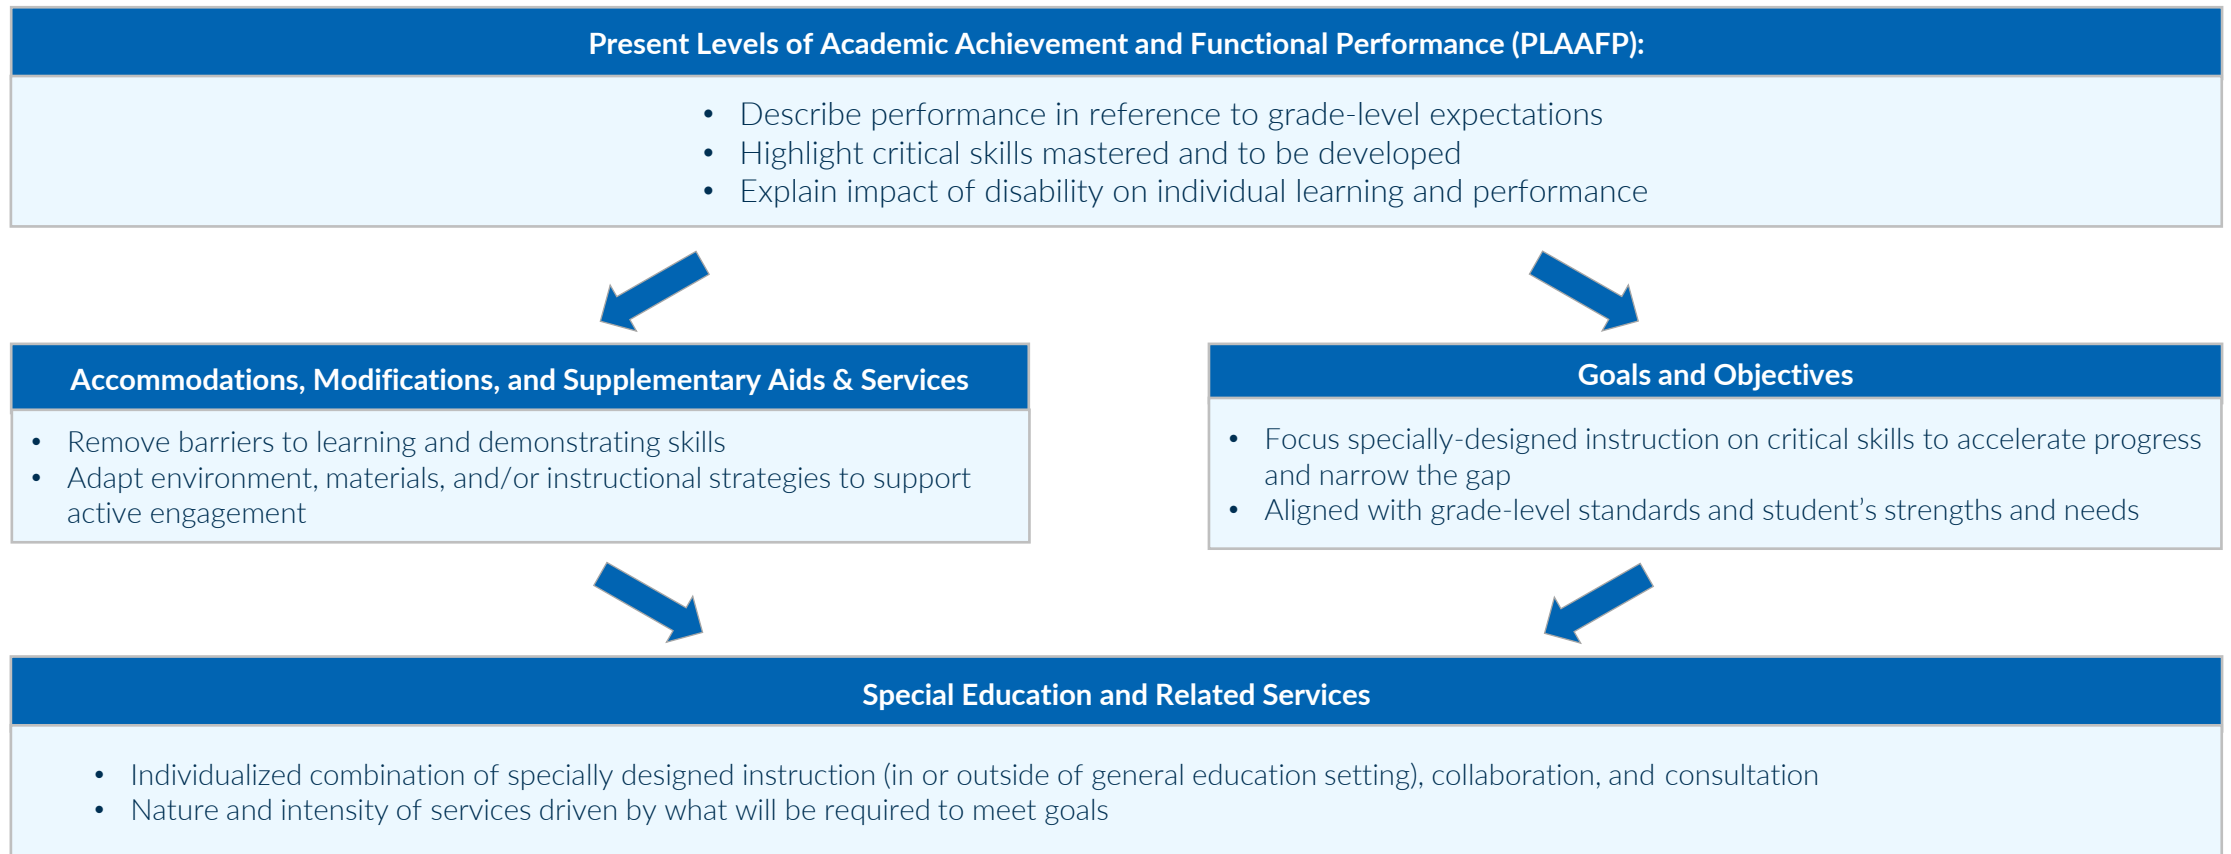 Present Levels of Academic Achievement and Functional Performance (PLAAFP):
• Describe performance in reference to grade-level expectations
• Highlight critical skills mastered and to be developed
• Explain impact of disability on individual learning and performance
Accommodations, Modifications, and Supplementary Aids & Services
• Remove barriers to learning and demonstrating skills
• Adapt environment, materials, and/or instructional strategies to support
active engagement
Goals and Objectives
• Focus specially-designed instruction on critical skills to accelerate progress
and narrow the gap
• Aligned with grade-level standards and student’s strengths and needs
Special Education and Related Services
• Individualized combination of specially designed instruction (in or outside of general education setting), collaboration, and consultation
• Nature and intensity of services driven by what will be required to meet goals